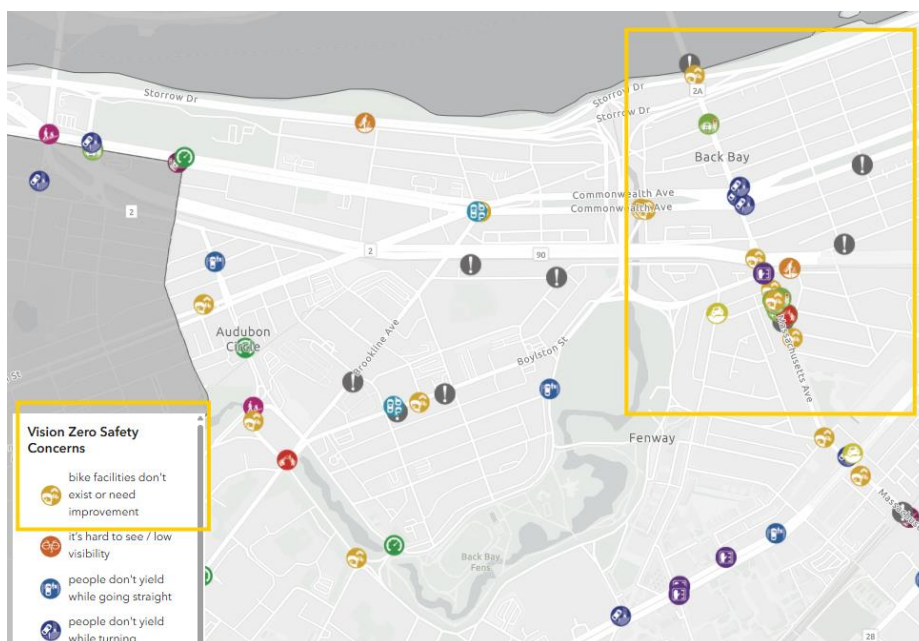 Storrow Dr
Storrow Dr
Storrow Dr
2A
Back Bay
Commonwealth Ave
Commonwealth Ave
2
2
90
Audubon
Circle
Brookline Ave
Boylston St
Massachusetts Ave
Fenway
Back Bay
Fens
2B
Vision Zero Safety
Concerns
bike facilities don't
exist or need
improvement
it's hard to see / low
visibility
people don't yield
while going straight
people don't yield
while turning